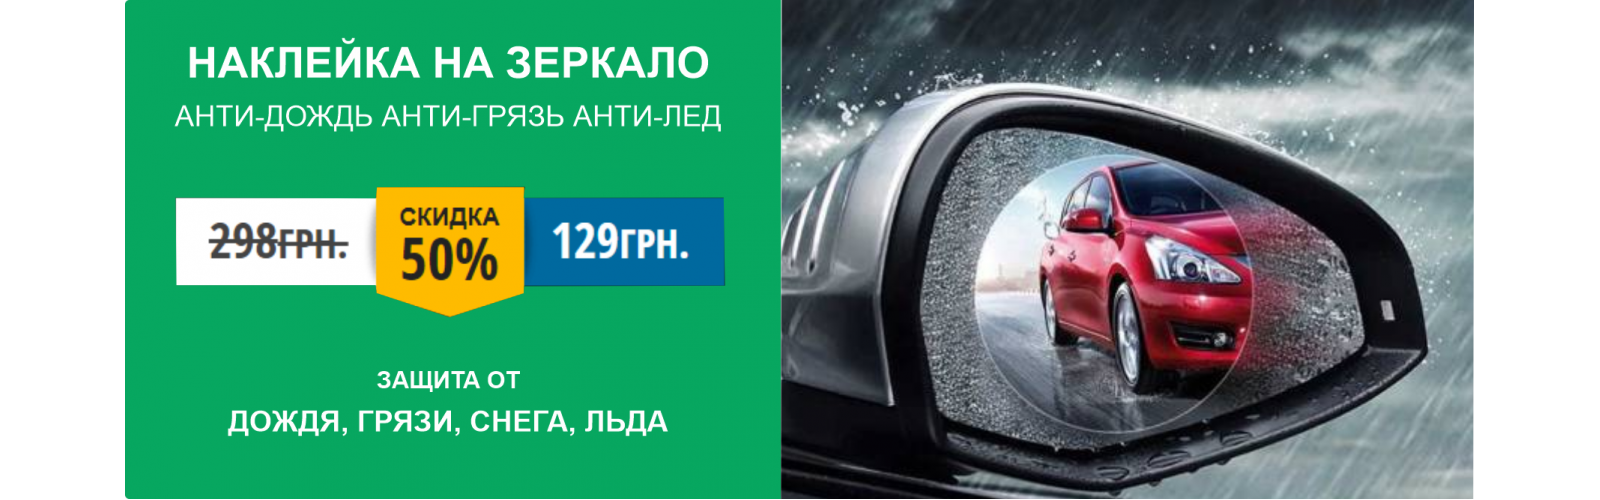 НАКЛЕЙКА НА ЗЕРКАЛО
АНТИ-ДОЖДЬ АНТИ-ГРЯЗЬ АНТИ-ЛЕД
298ГРН.
СКИДКА
50%
129ГРН.
ЗАЩИТА ОТ
ДОЖДЯ, ГРЯЗИ, СНЕГА, ЛЬДА